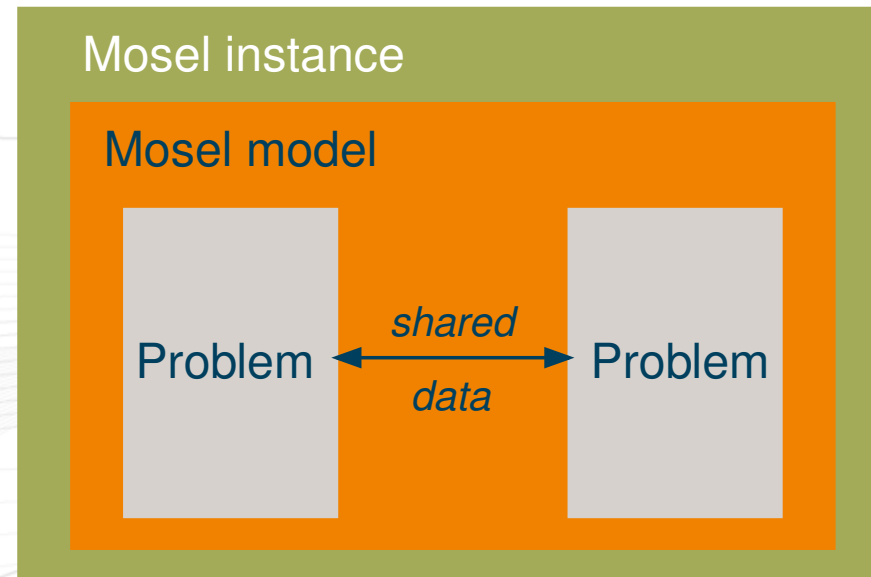 Mosel instance
Mosel model
shared
Problem
Problem
data